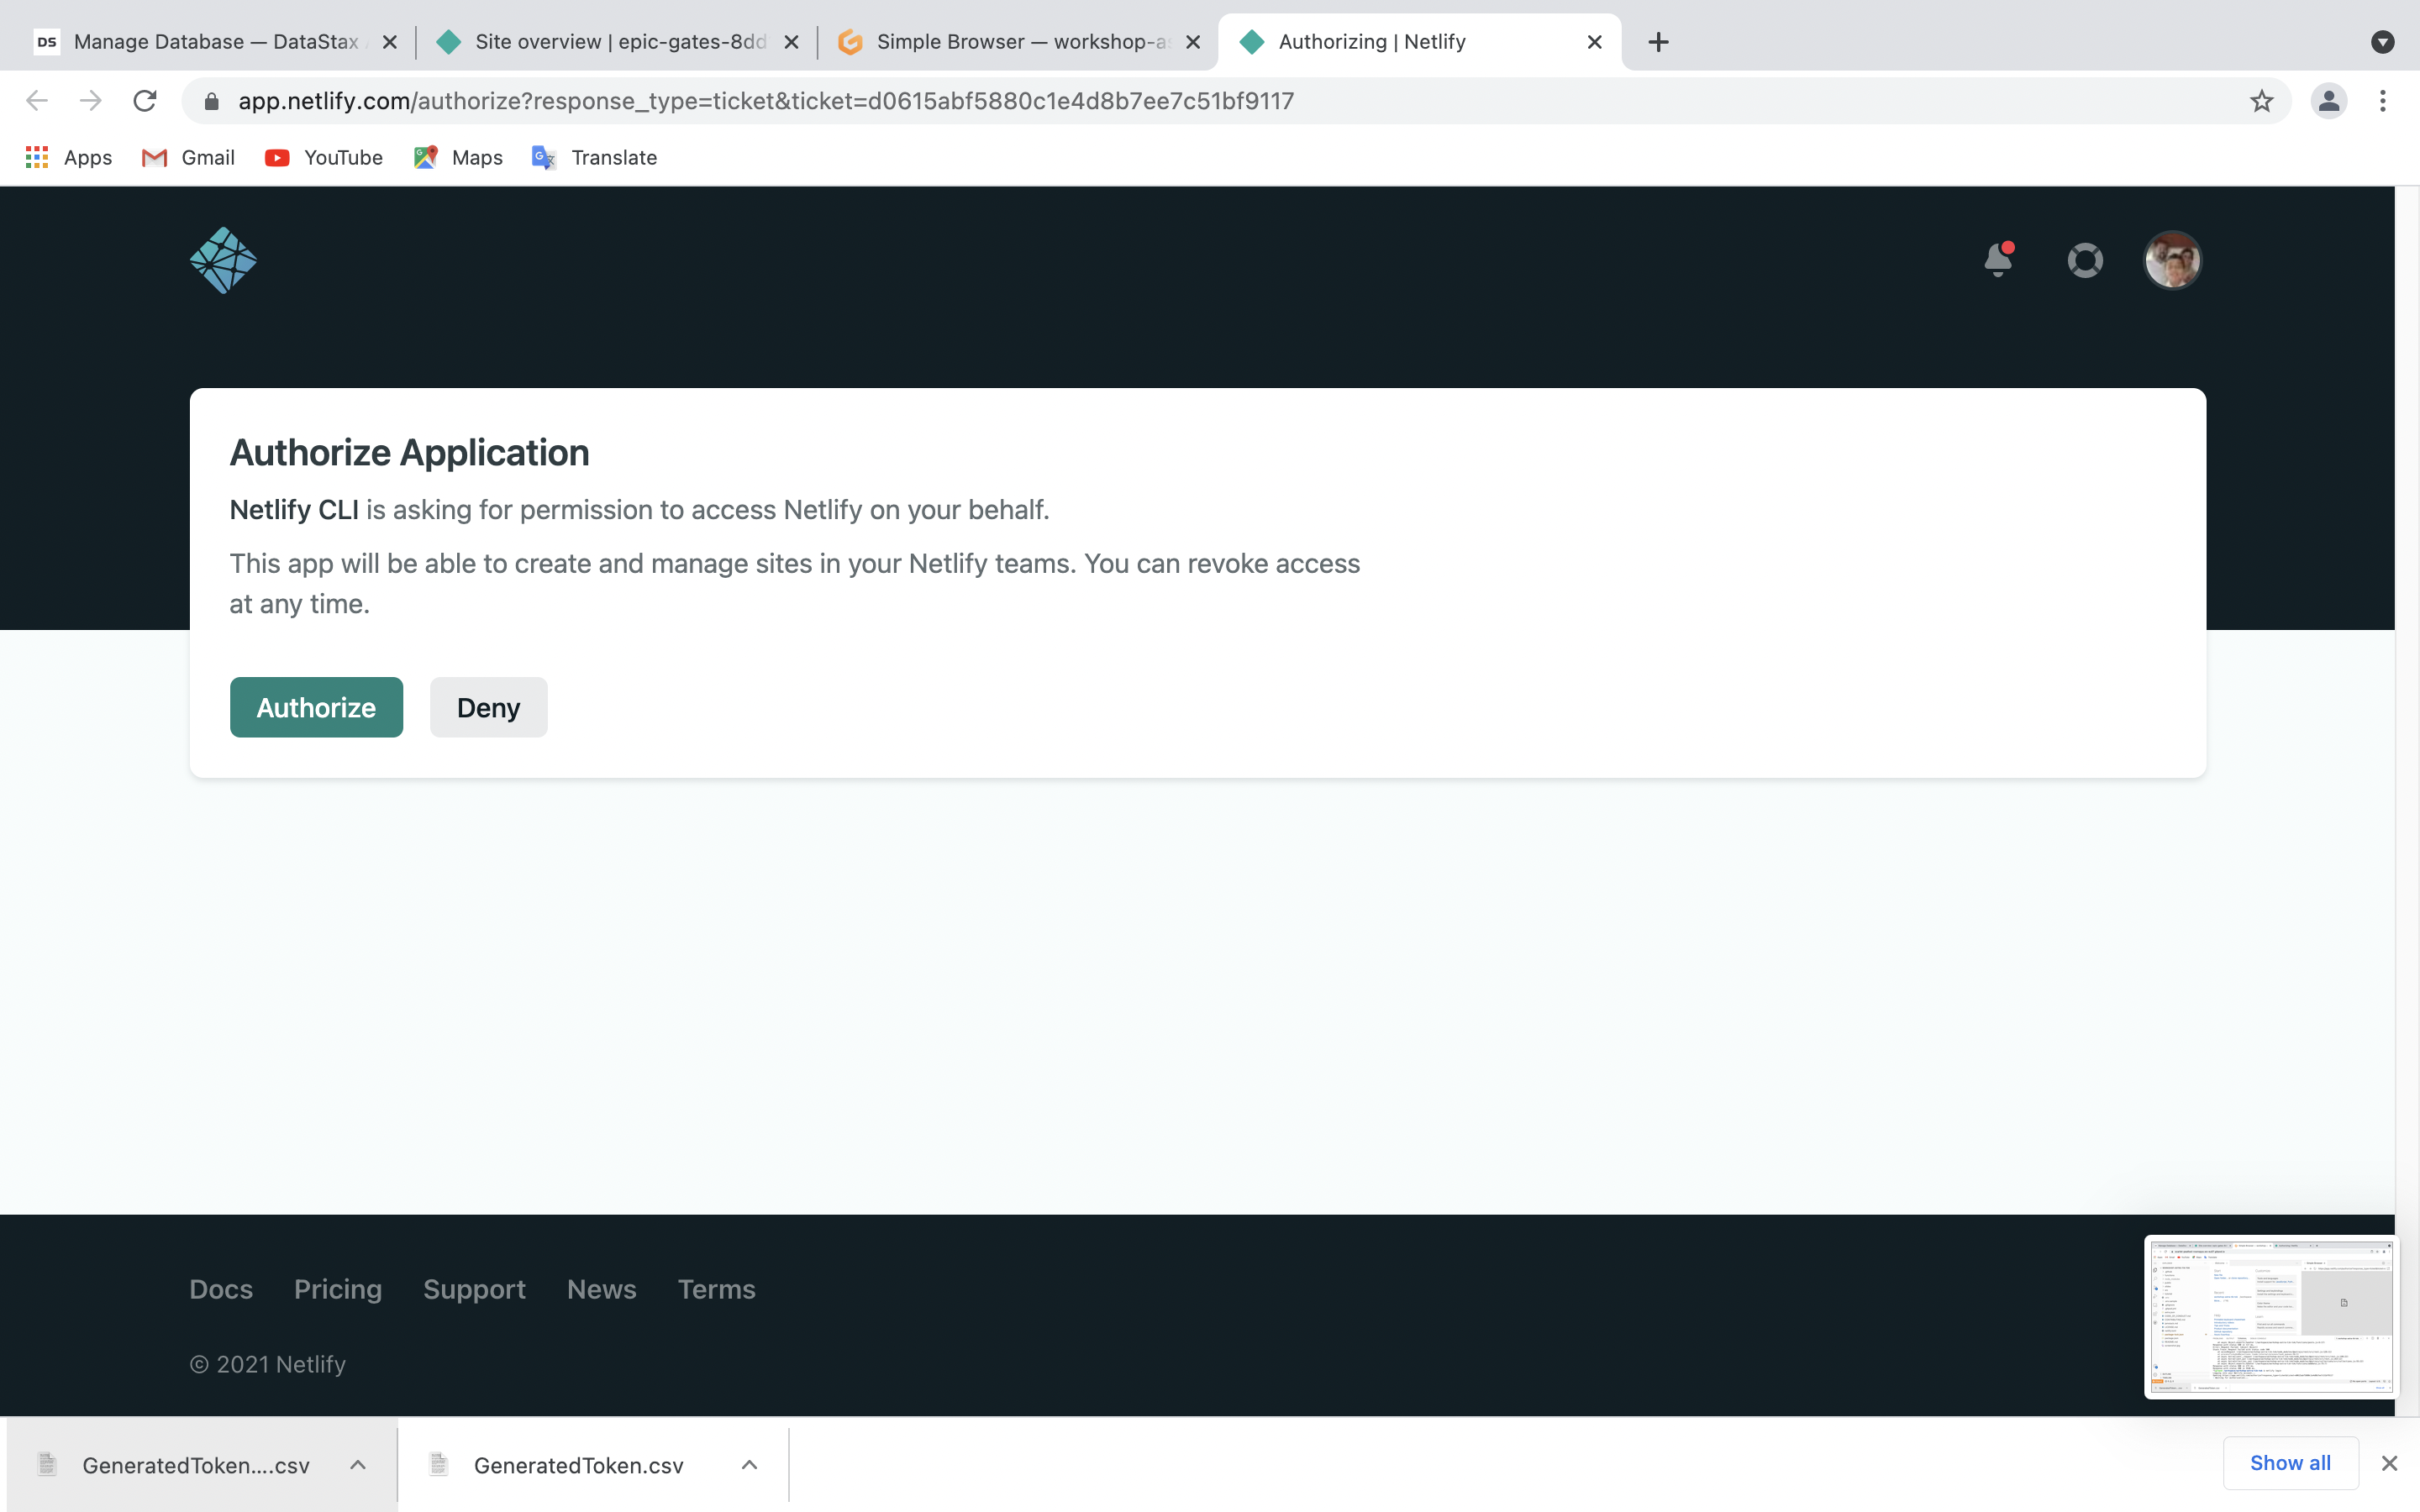 DS Manage Database — DataStax
Site overview | epic-gates-8dd
Simple Browser — workshop-as
Authorizing | Netlify
app.netlify.com/authorize?response_type=ticket&ticket=d0615abf5880c1e4d8b7ee7c51bf9117
Apps
Gmail
YouTube
Maps
Translate
Authorize Application
Netlify CLI is asking for permission to access Netlify on your behalf.
This app will be able to create and manage sites in your Netlify teams. You can revoke access
at any time.
Authorize
Deny
Docs
Pricing
Support
News
Terms
© 2021 Netlify
GeneratedToken....csv
GeneratedToken.csv
Show all